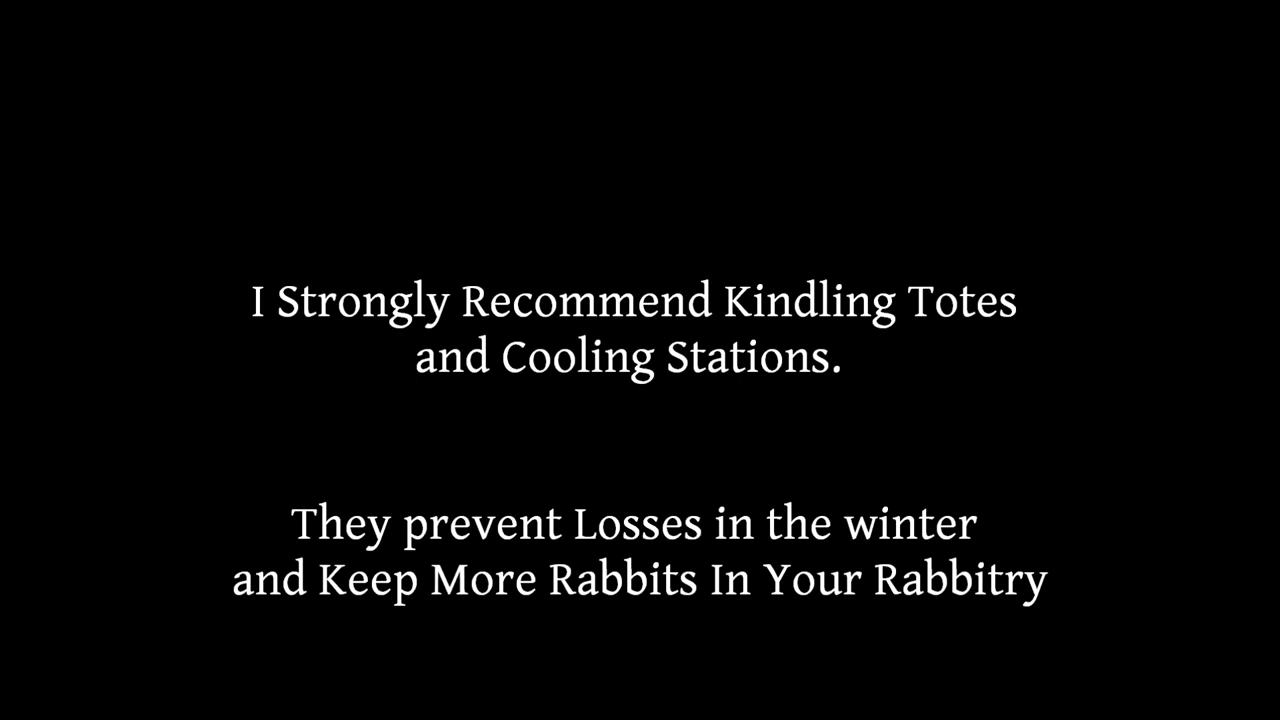 I Strongly Recommend Kindling Totes
and Cooling Stations.
They prevent Losses in the winter
and Keep More Rabbits In Your Rabbitry